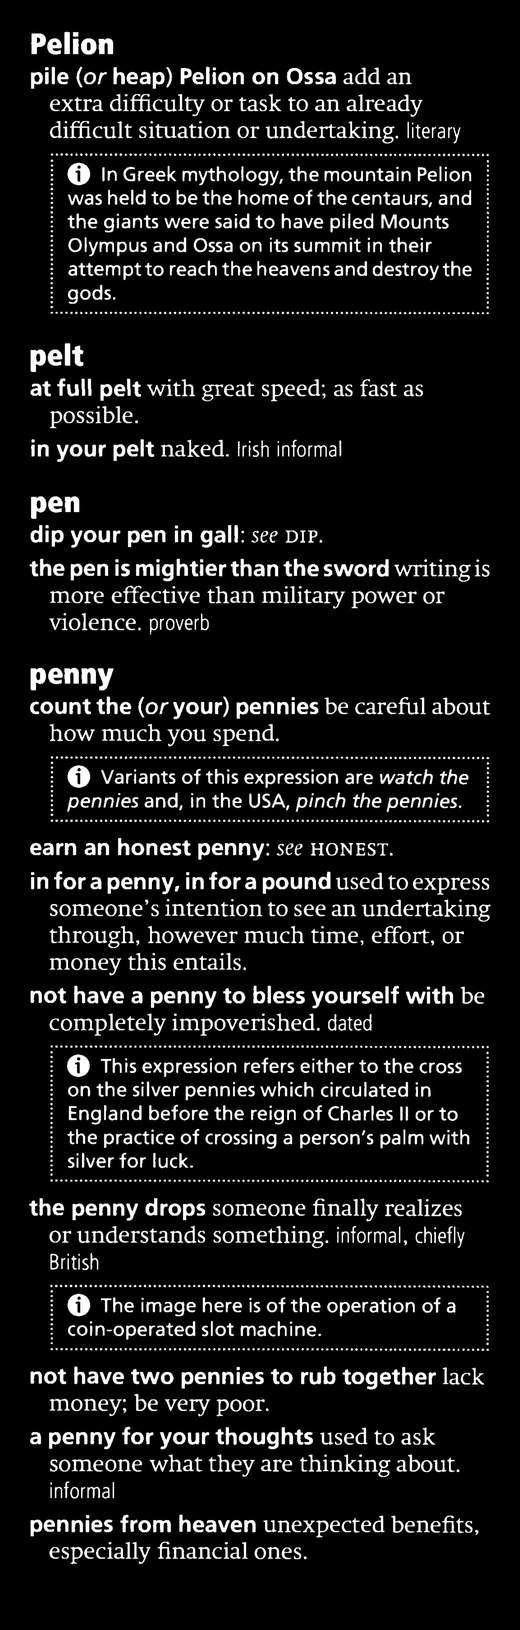 Pelion
pile (or heap) Pelion on Ossa add an
extra difficulty or task to an already
difficult situation or undertaking. literary
i In Greek mythology, the mountain Pelion
was held to be the home of the centaurs, and
the giants were said to have piled Mounts
Olympus and Ossa on its summit in their
attempt to reach the heavens and destroy the
gods.
pelt
at full pelt with great speed; as fast as
possible.
in your pelt naked. Irish informal
pen
dip your pen in gall: see DIP.
the pen is mightier than the sword writing is
more effective than military power or
violence. proverb
penny
count the (or your) pennies be careful about
how much you spend.
i Variants of this expression are watch the
pennies and, in the USA, pinch the pennies.
earn an honest penny: see HONEST.
in for a penny, in for a pound used to express
someone's intention to see an undertaking
through, however much time, effort, or
money this entails.
not have a penny to bless yourself with be
completely impoverished. dated
i This expression refers either to the cross
on the silver pennies which circulated in
England before the reign of Charles II or to
the practice of crossing a person's palm with
silver for luck.
the penny drops someone finally realizes
or understands something. informal, chiefly
British
i The image here is of the operation of a
coin-operated slot machine.
not have two pennies to rub together lack
money; be very poor.
a penny for your thoughts used to ask
someone what they are thinking about.
informal
pennies from heaven unexpected benefits,
especially financial ones.